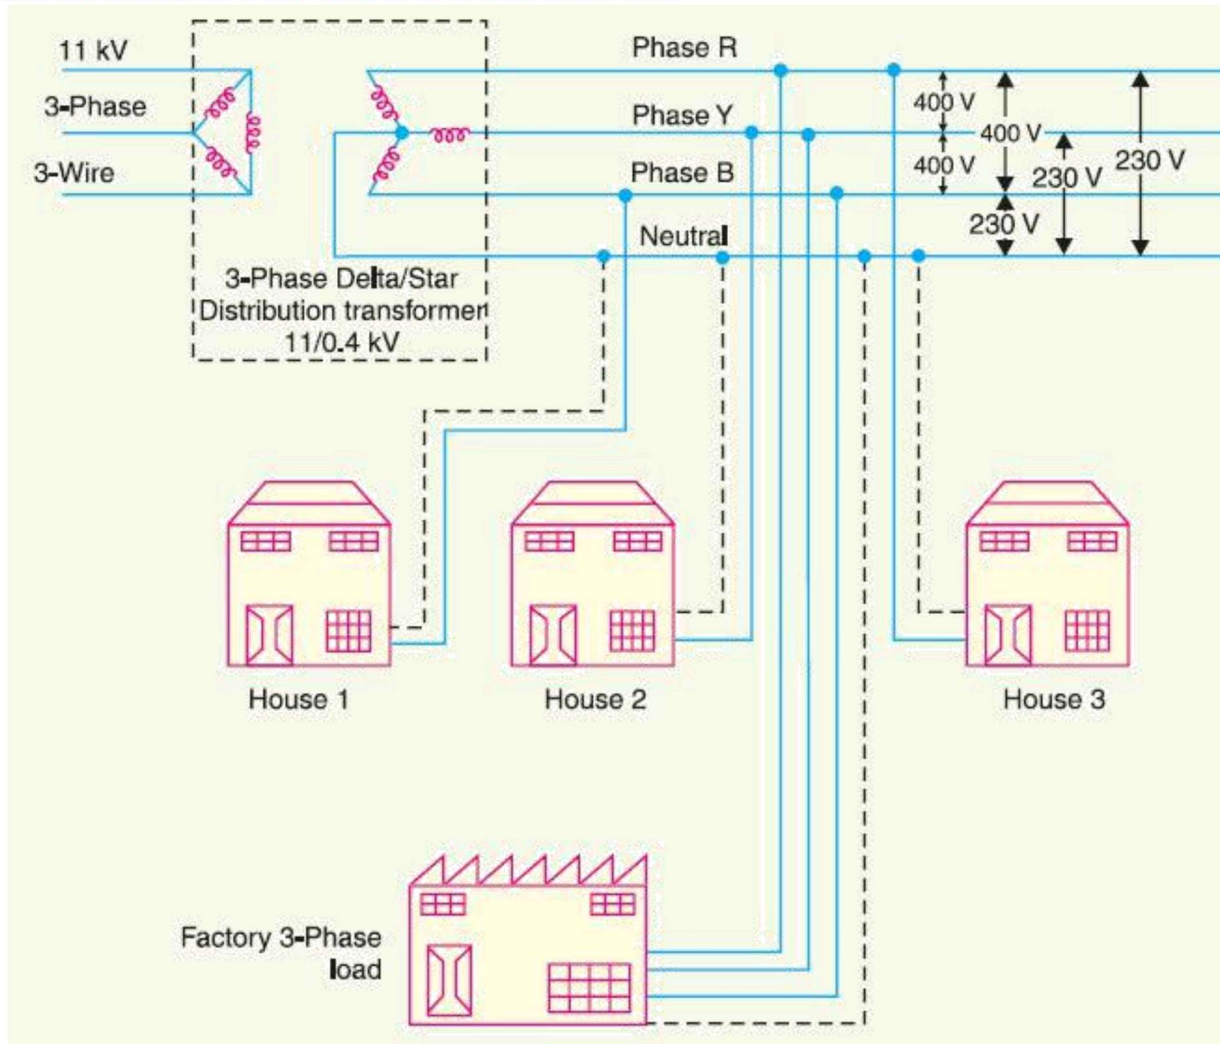 11 kV
3-Phase
3-Wire
3-Phase Delta/Star
Distribution transformer
11/0.4 kV
Phase R
Phase Y
Phase B
Neutral
400 V
400 V
400 V
230 V
230 V
230 V
House 1
House 2
House 3
Factory 3-Phase
load